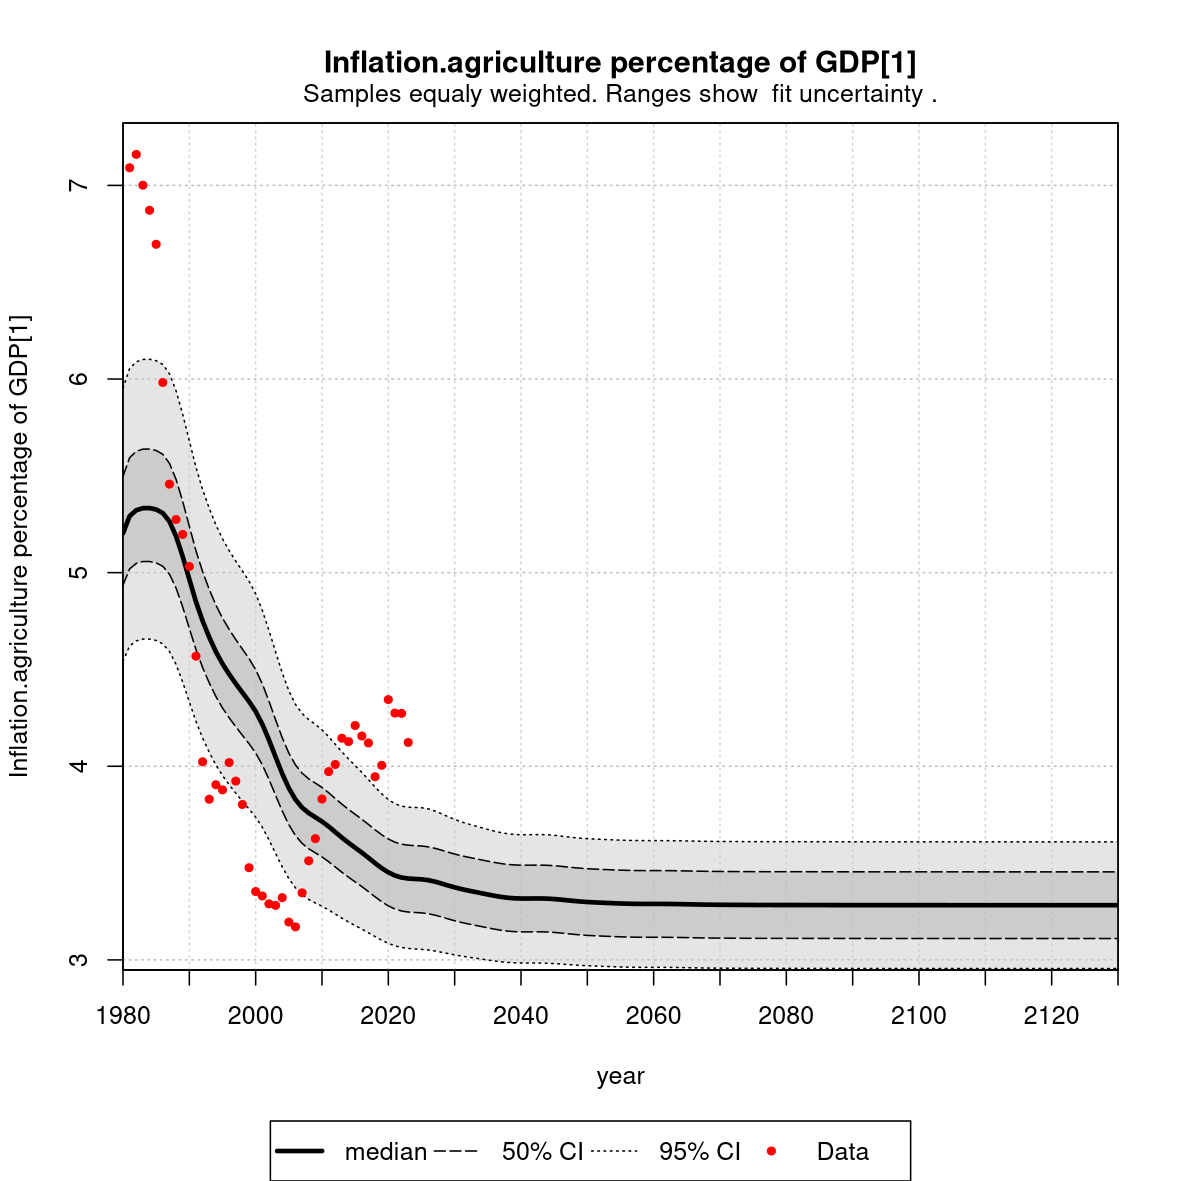 Inflation.agriculture percentage of GDP[1]
Samples equaly weighted. Ranges show  fit uncertainty .
Inflation.agriculture percentage of GDP[1]
7
6
5
4
3
1980 2000 2020 2040 2060 2080 2100 2120
year
median 50% CI 95% CI Data